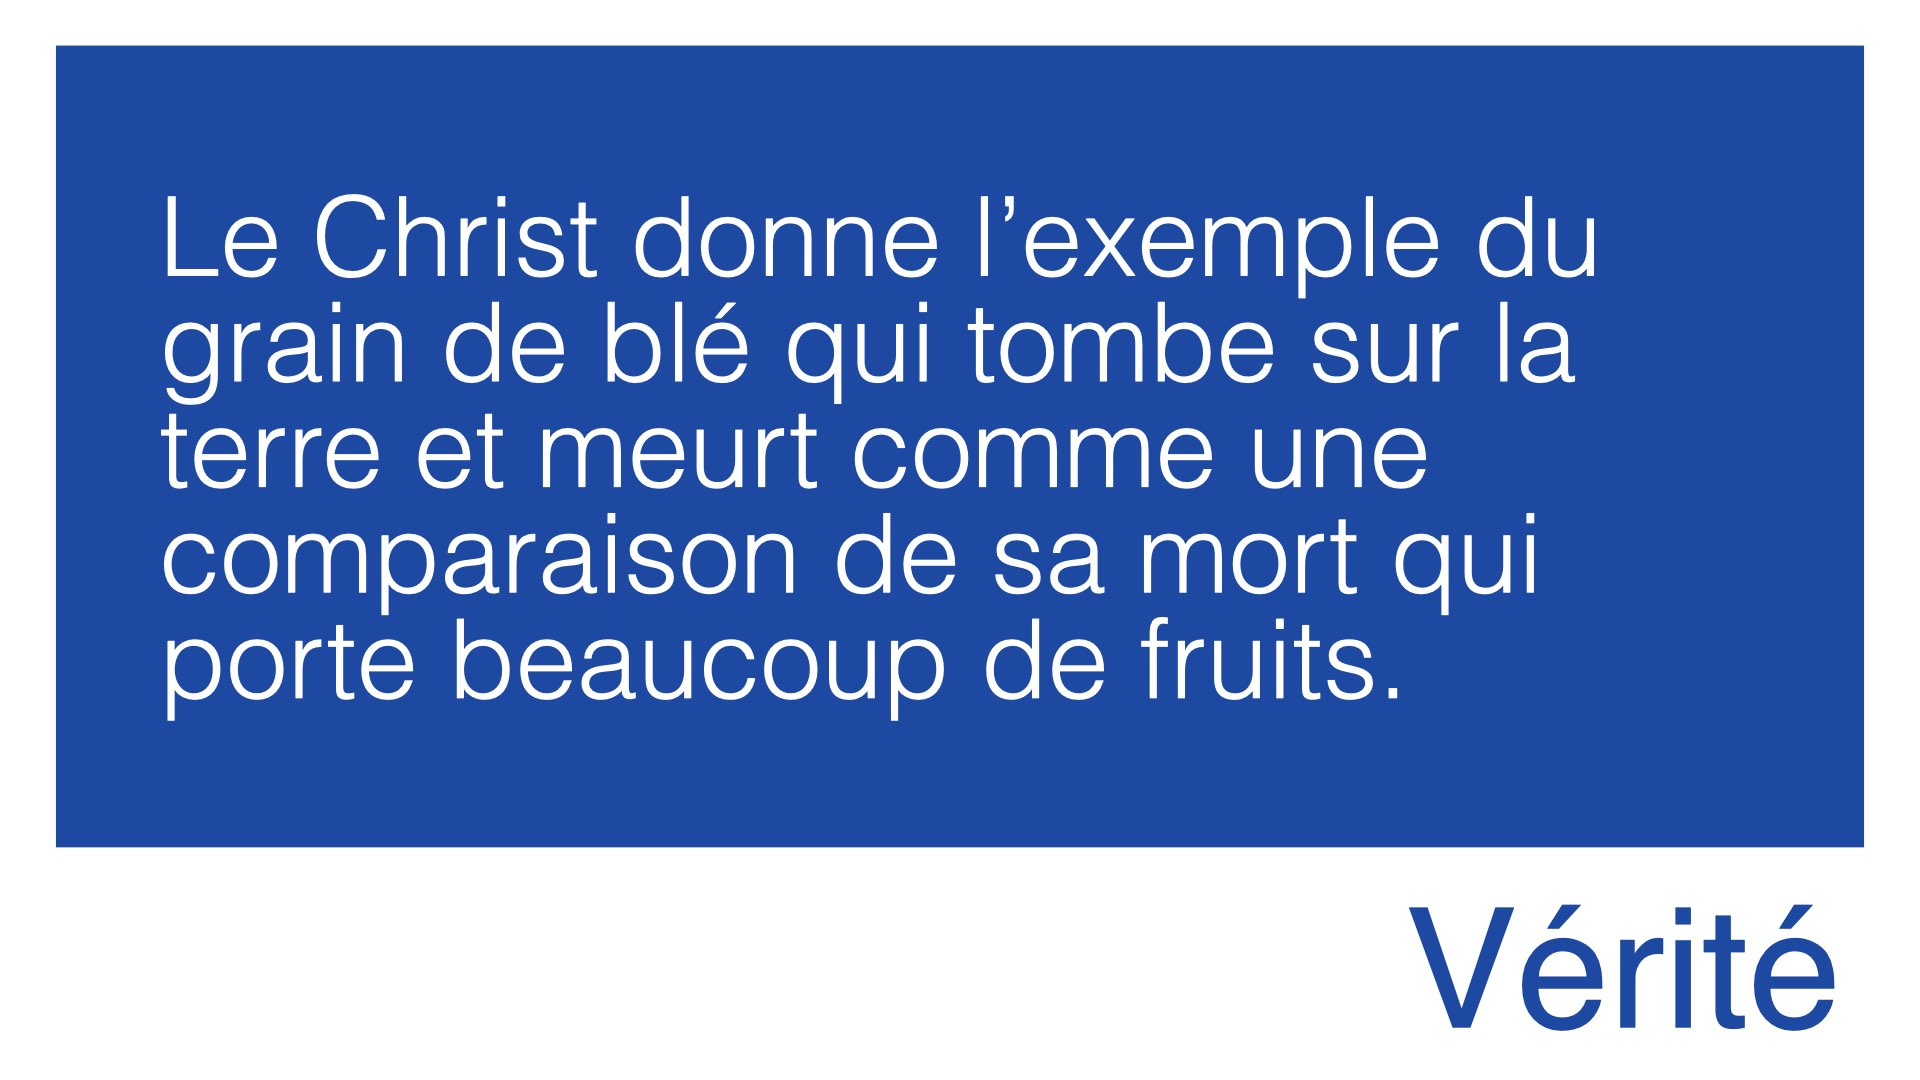 Le Christ donne l’exemple du
grain de blé qui tombe sur la
terre et meurt comme une
comparaison de sa mort qui
porte beaucoup de fruits.
Vérité